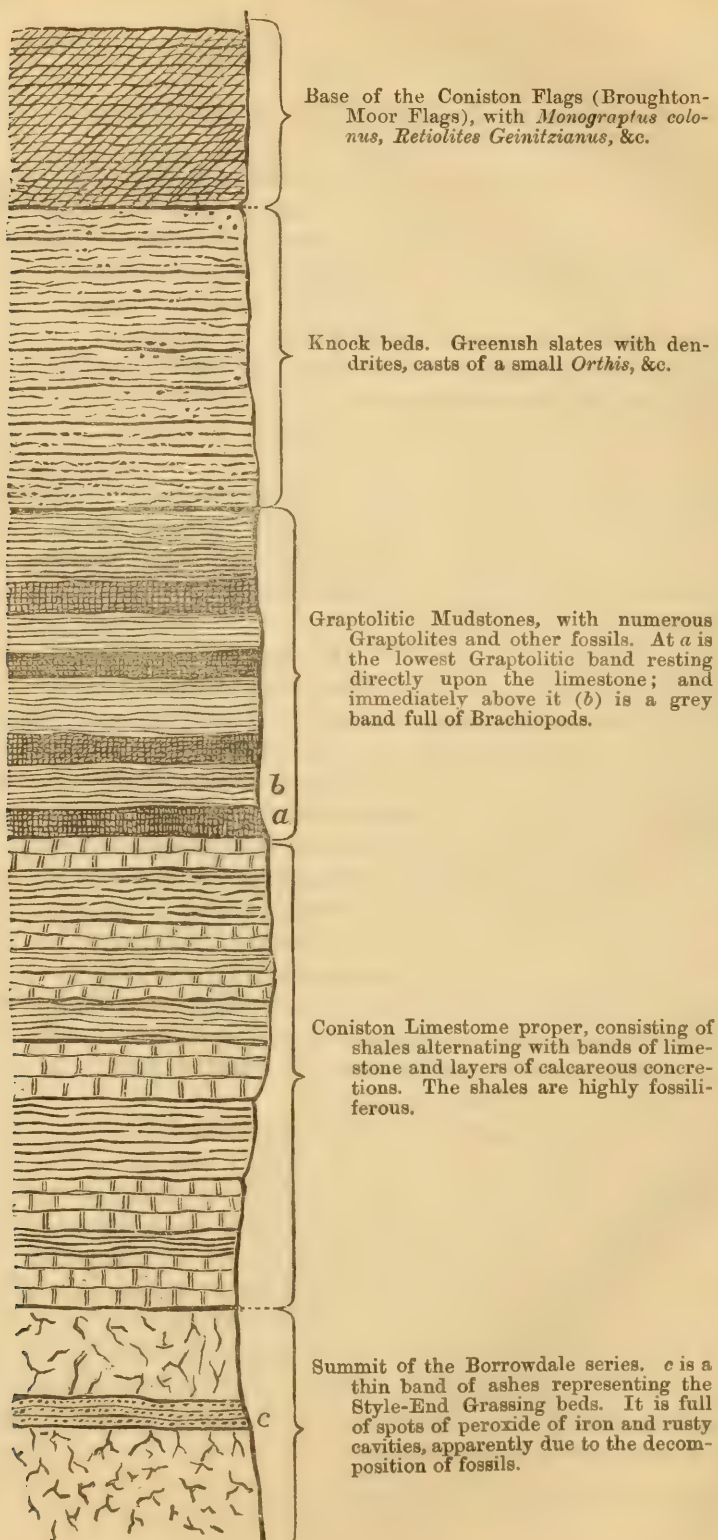 Base of the Coniston Flags (Broughton-
Moor Flags), with Monograptus colo-
nus, Retiolites Geinitzianus, &c.
Knock beds. Greenish slates with den-
drites, casts of a small Orthis, &c.
Graptolitic Mudstones, with numerous
Graptolites and other fossils. At a is
the lowest Graptolitic band resting
directly upon the limestone; and
immediately above it (b) is a grey
band full of Brachiopods.
b
a
Coniston Limestome proper, consisting of
shales alternating with bands of lime-
stone and layers of calcareous concre-
tions. The shales are highly fossili-
ferous.
Summit of the Borrowdale series. c is a
thin band of ashes representing the
Style-End Grassing beds. It is full
of spots of peroxide of iron and rusty
cavities, apparently due to the decom-
position of fossils.
c